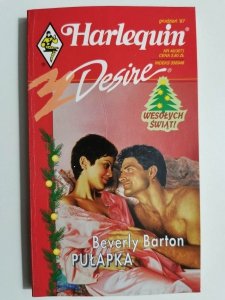 grudzień '97
Harlequin®
Desire®
WESOŁYCH
ŚWIĄT!
Beverly Barton
PUŁAPKA